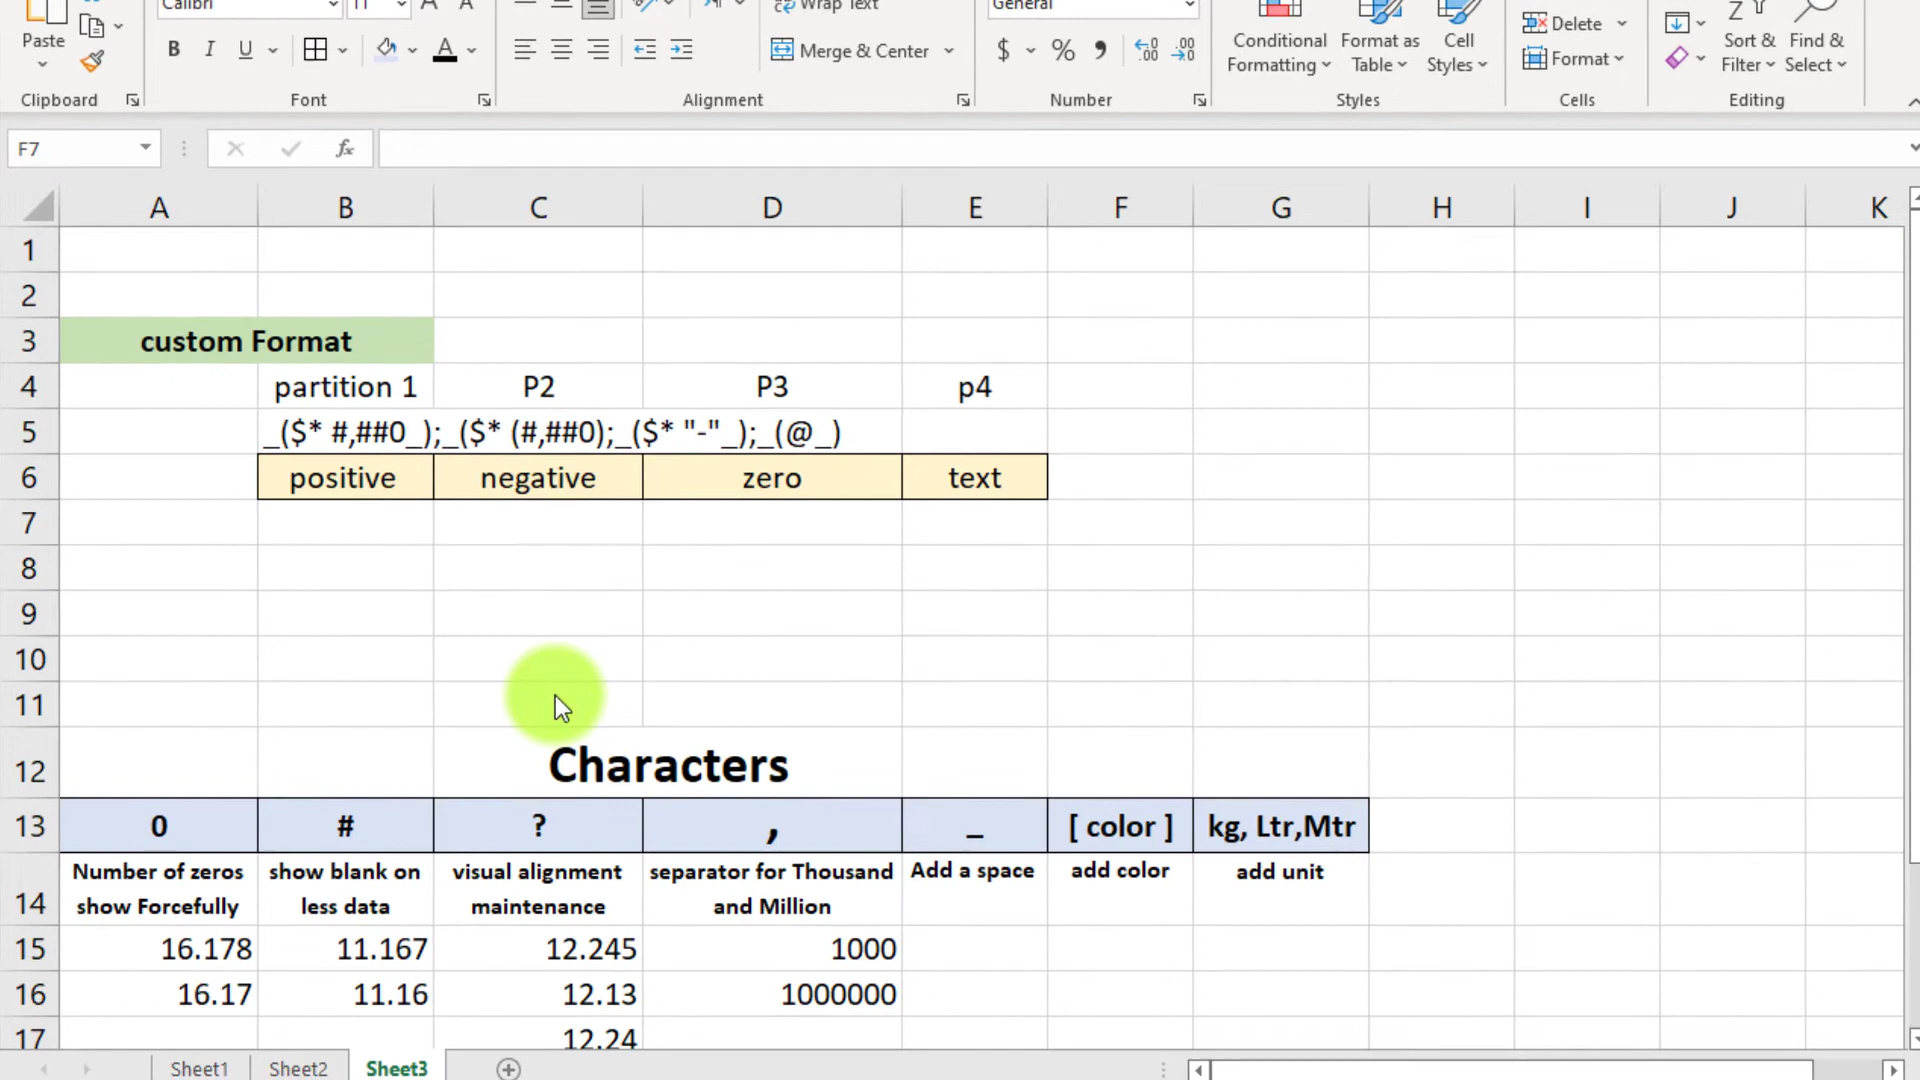 Calibri 11 Wrap Text General
Paste B I U A Merge & Center $ % Conditional Formatting Format as Table Cell Styles Delete Format Sort & Filter Find & Select
Clipboard Font Alignment Number Styles Cells Editing
F7 fx
A B C D E F G H I J K
1
2
3 custom Format
4 partition 1 P2 P3 p4
5 _($* #,##0_);_($* (#,##0);_($* "-"_);_(@_)
6 positive negative zero text
7
8
9
10
11
12 Characters
13 0 # ? , _ [ color ] kg, Ltr,Mtr
14 Number of zeros show Forcefully show blank on less data visual alignment maintenance separator for Thousand and Million Add a space add color add unit
15 16.178 11.167 12.245 1000
16 16.17 11.16 12.13 1000000
17 12.24
Sheet1 Sheet2 Sheet3